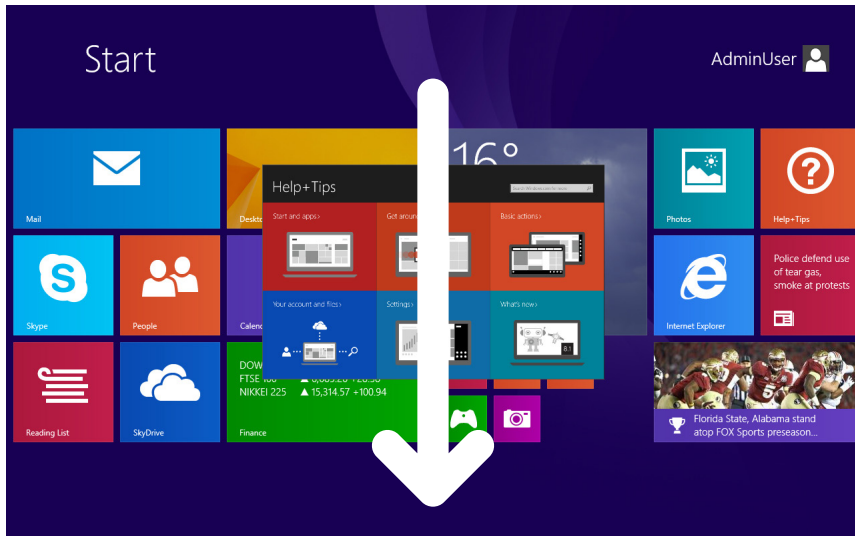 Start
AdminUser
16°
Help+Tips
Mail
Photos
Help+Tips
Start and apps›
Get aroun
Basic actions›
Police defend use
of tear gas,
smoke at protests
Skype
People
Your account and files›
Settings›
What's new›
Internet Explorer
8.1
DOW
FTSE 100
NIKKEI 225 ▲ 15,314.57 +100.94
Reading List
SkyDrive
Finance
Florida State, Alabama stand
atop FOX Sports preseason...